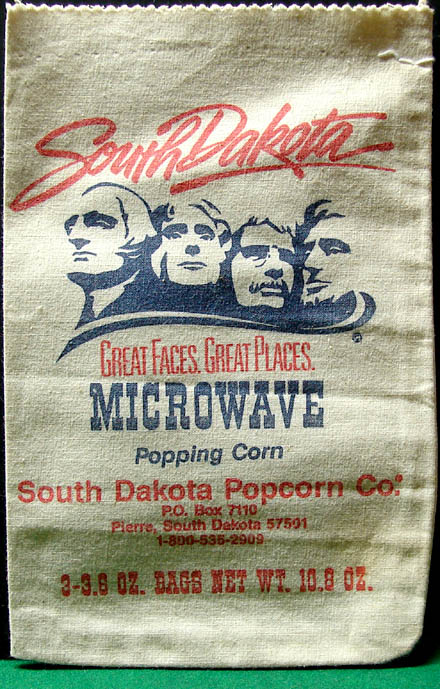 South Dakota
®
GREAT FACES. GREAT PLACES.
MICROWAVE
Popping Corn
South Dakota Popcorn Co.®
P.O. Box 7110
Pierre, South Dakota 57501
1-800-535-2909
3-3.6 OZ. BAGS NET WT. 10.8 OZ.